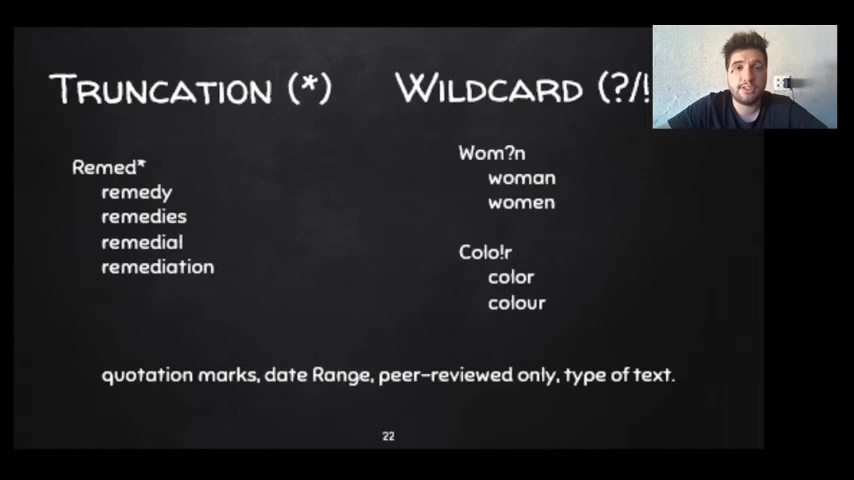 TRUNCATION (*)
Remed*
remedy
remedies
remedial
remediation
WILDCARD (?/!
Wom?n
woman
women
Colo!r
color
colour
quotation marks, date Range, peer-reviewed only, type of text.
22